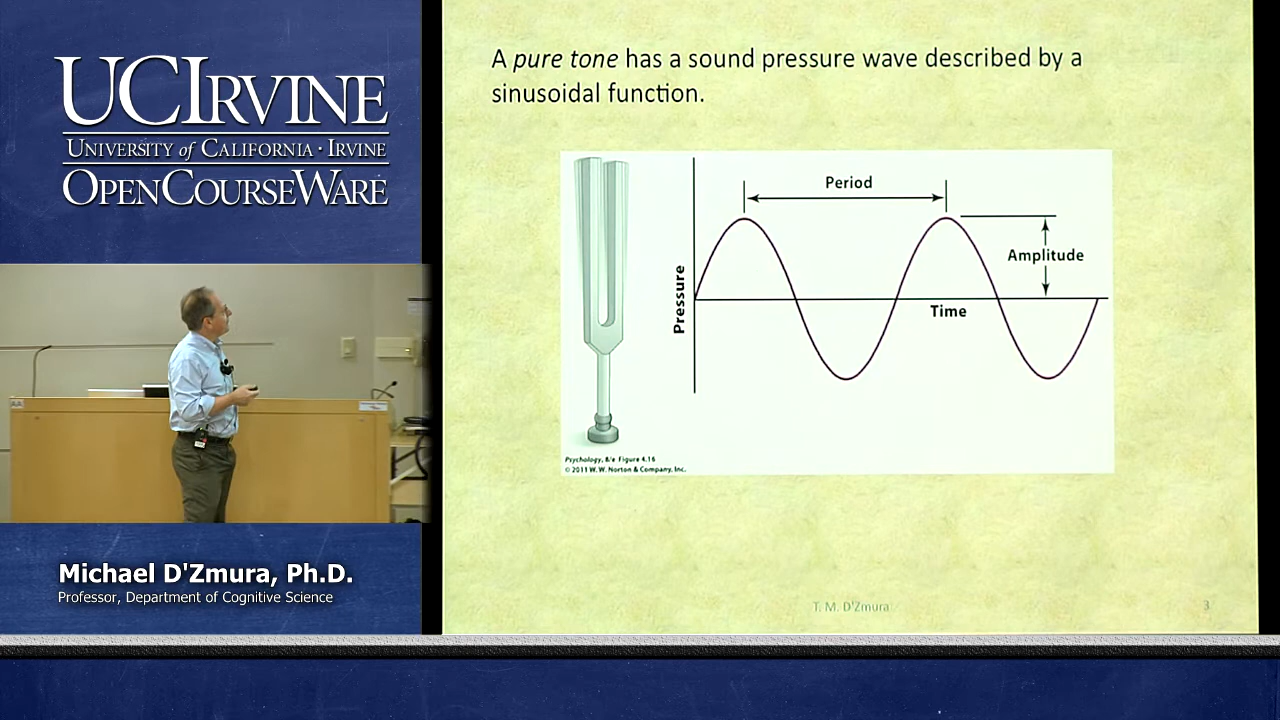 UCIRVINE
UNIVERSITY of CALIFORNIA · IRVINE
OPENCOURSEWARE
Michael D'Zmura, Ph.D.
Professor, Department of Cognitive Science
A pure tone has a sound pressure wave described by a
sinusoidal function.
Period
Amplitude
Pressure
Time
Psychology, 8/e Figure 4.16
© 2011 W. W. Norton & Company, Inc.
T. M. D'Zmura
3